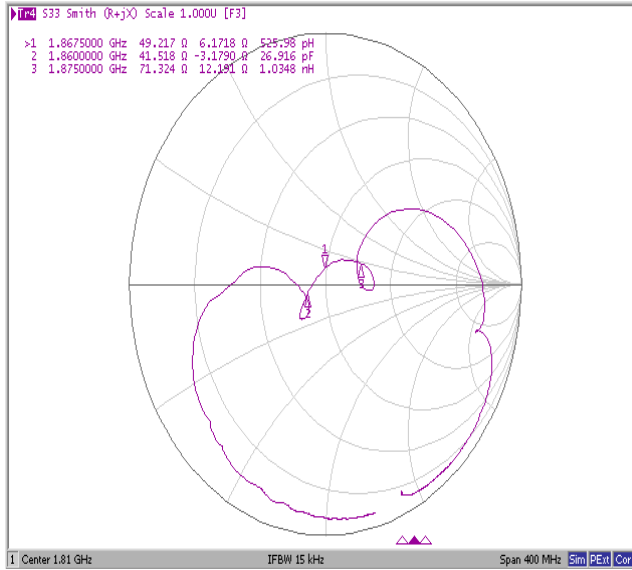 Tr4 S33 Smith (R+jX) Scale 1.000U [F3]
>1 1.8675000 GHz 49.217 Ω 6.1718 Ω 525.98 pH
2 1.8600000 GHz 41.518 Ω -3.1790 Ω 26.916 pF
3 1.8750000 GHz 71.324 Ω 12.191 Ω 1.0348 nH
1
2
3
1 Center 1.81 GHz IFBW 15 kHz Span 400 MHz Sim PExt Cor